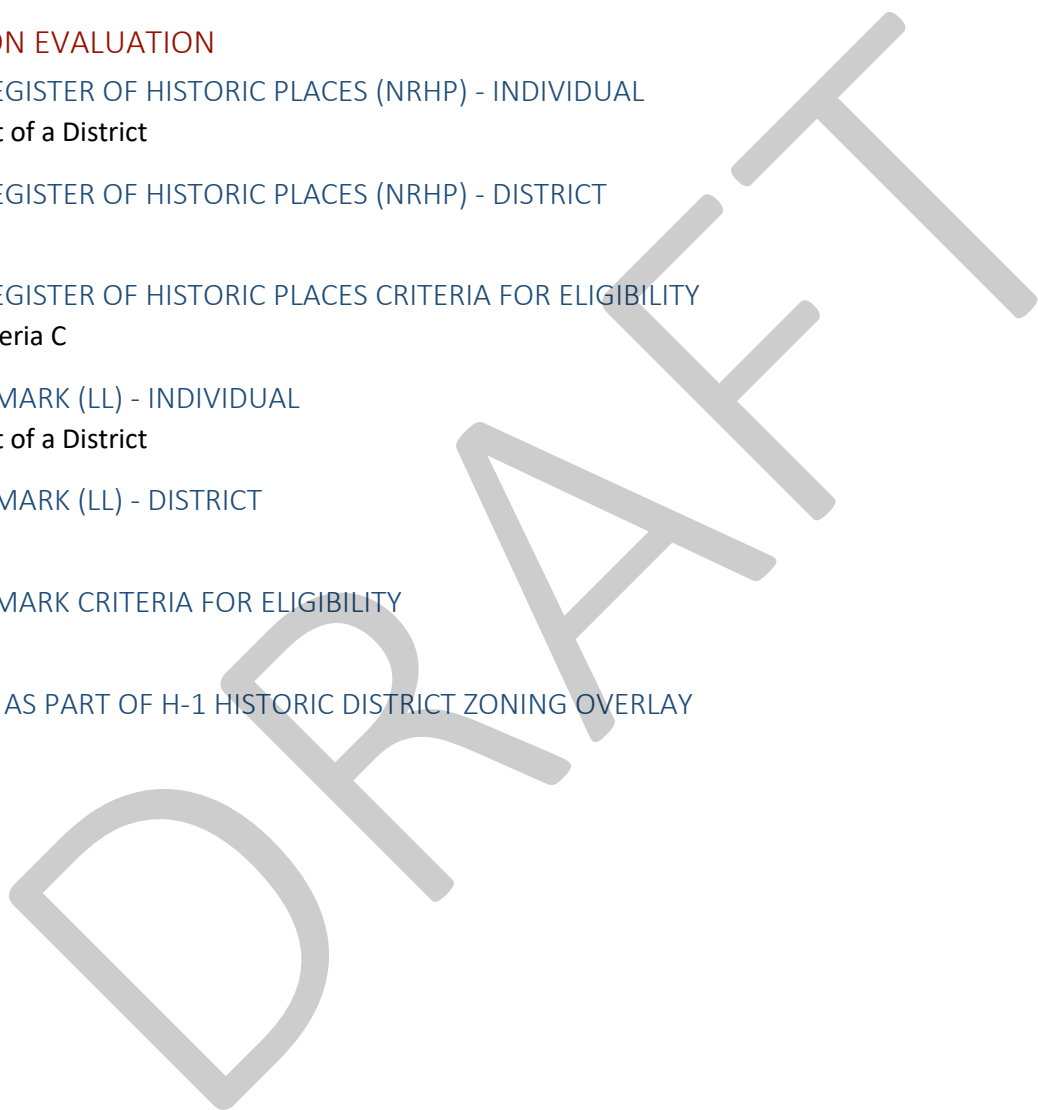 ON EVALUATION
EGISTER OF HISTORIC PLACES (NRHP) - INDIVIDUAL
t of a District
EGISTER OF HISTORIC PLACES (NRHP) - DISTRICT
EGISTER OF HISTORIC PLACES CRITERIA FOR ELIGIBILITY
eria C
MARK (LL) - INDIVIDUAL
t of a District
MARK (LL) - DISTRICT
MARK CRITERIA FOR ELIGIBILITY
AS PART OF H-1 HISTORIC DISTRICT ZONING OVERLAY
DRAFT